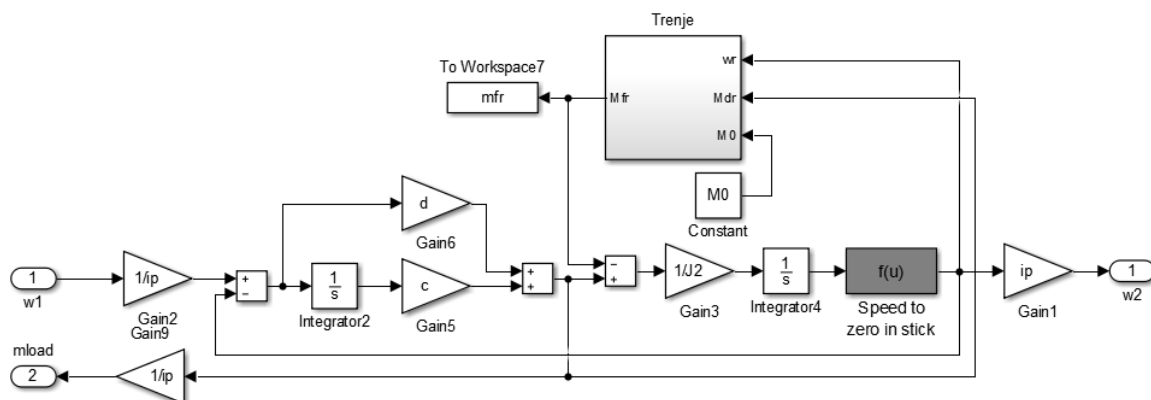 Trenje
To Workspace7
mfr
Mfr
wr
Mdr
M0
M0
Constant
d
Gain6
1
w1
1/ip
Gain2
Gain9
+
−
1
s
Integrator2
c
Gain5
+
+
−
+
1/J2
Gain3
1
s
Integrator4
f(u)
Speed to
zero in stick
ip
Gain1
1
w2
mload
2
1/ip